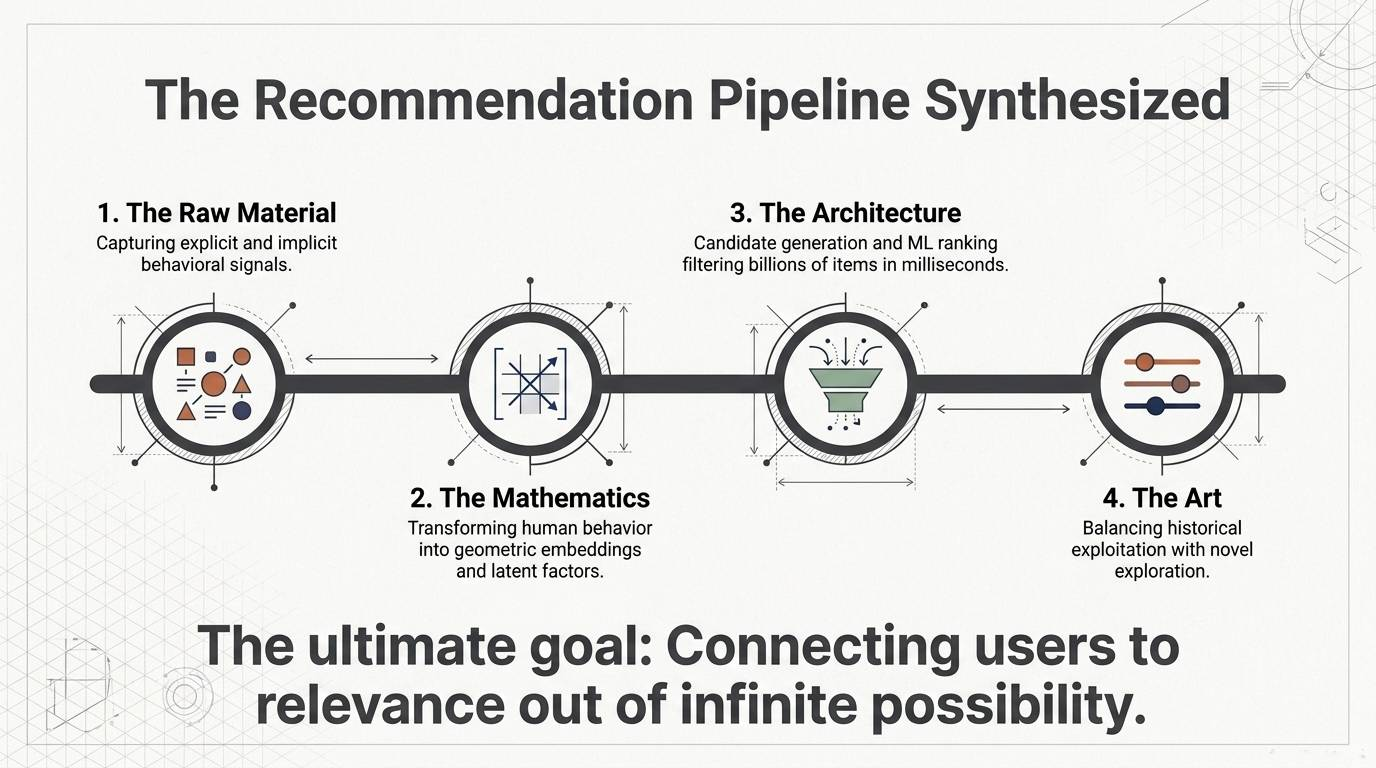 The Recommendation Pipeline Synthesized
1. The Raw Material
Capturing explicit and implicit
behavioral signals.
2. The Mathematics
Transforming human behavior
into geometric embeddings
and latent factors.
3. The Architecture
Candidate generation and ML ranking
filtering billions of items in milliseconds.
4. The Art
Balancing historical
exploitation with novel
exploration.
The ultimate goal: Connecting users to
relevance out of infinite possibility.